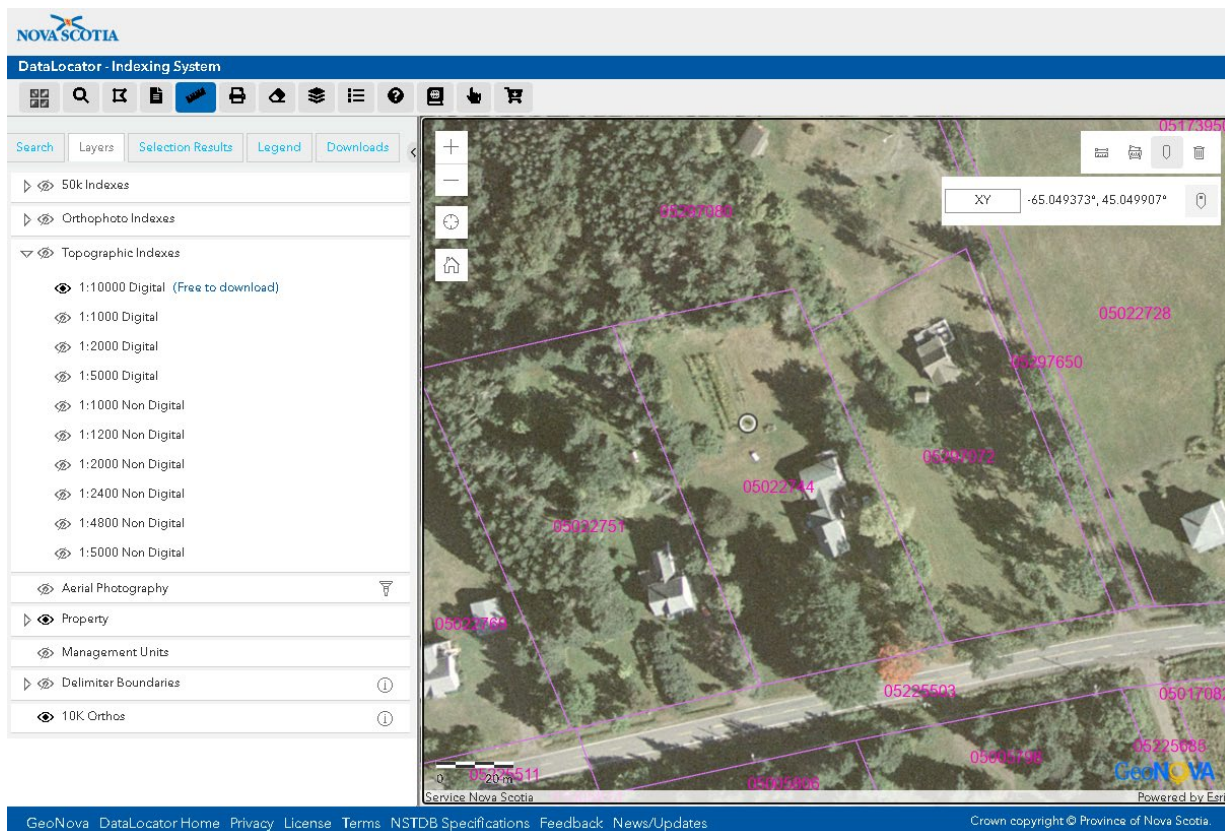 NOVA SCOTIA
DataLocator - Indexing System
Search Layers Selection Results Legend Downloads
50k Indexes
Orthophoto Indexes
Topographic Indexes
1:10000 Digital (Free to download)
1:1000 Digital
1:2000 Digital
1:5000 Digital
1:1000 Non Digital
1:1200 Non Digital
1:2000 Non Digital
1:2400 Non Digital
1:4800 Non Digital
1:5000 Non Digital
Aerial Photography
Property
Management Units
Delimiter Boundaries
10K Orthos
XY -65.049373°, 45.049907°
05297080
05022728
05297650
05297072
05022744
05022751
05022769
05225503
05017082
05225511
05005798
05225688
05005806
0 20 m
GeoNOVA
Service Nova Scotia
Powered by Esri
GeoNova DataLocator Home Privacy License Terms NSTDB Specifications Feedback News/Updates
Crown copyright © Province of Nova Scotia.